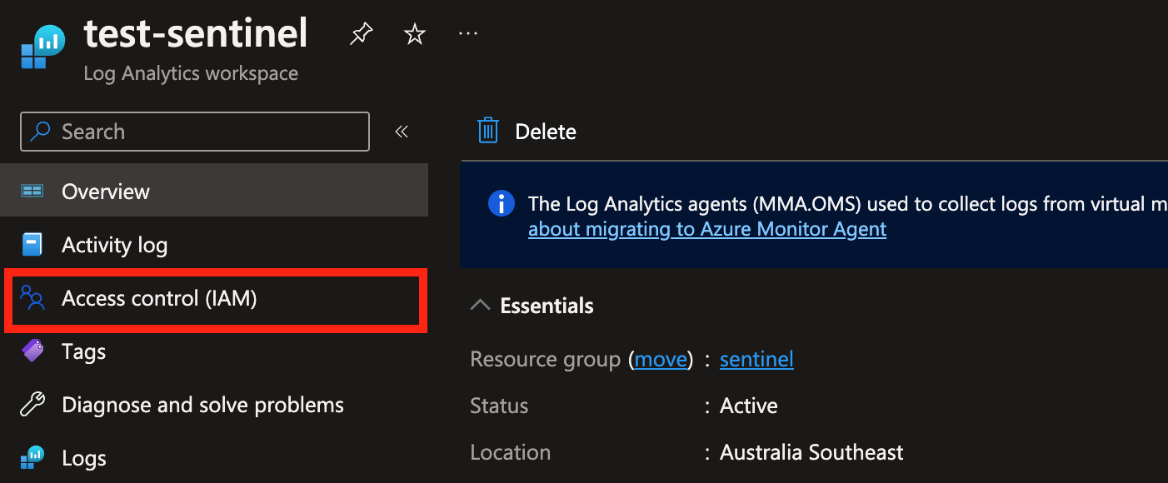 test-sentinel
Log Analytics workspace
Search
Delete
Overview
The Log Analytics agents (MMA.OMS) used to collect logs from virtual m
about migrating to Azure Monitor Agent
Activity log
Access control (IAM)
Essentials
Tags
Resource group (move) : sentinel
Diagnose and solve problems
Status : Active
Logs
Location : Australia Southeast